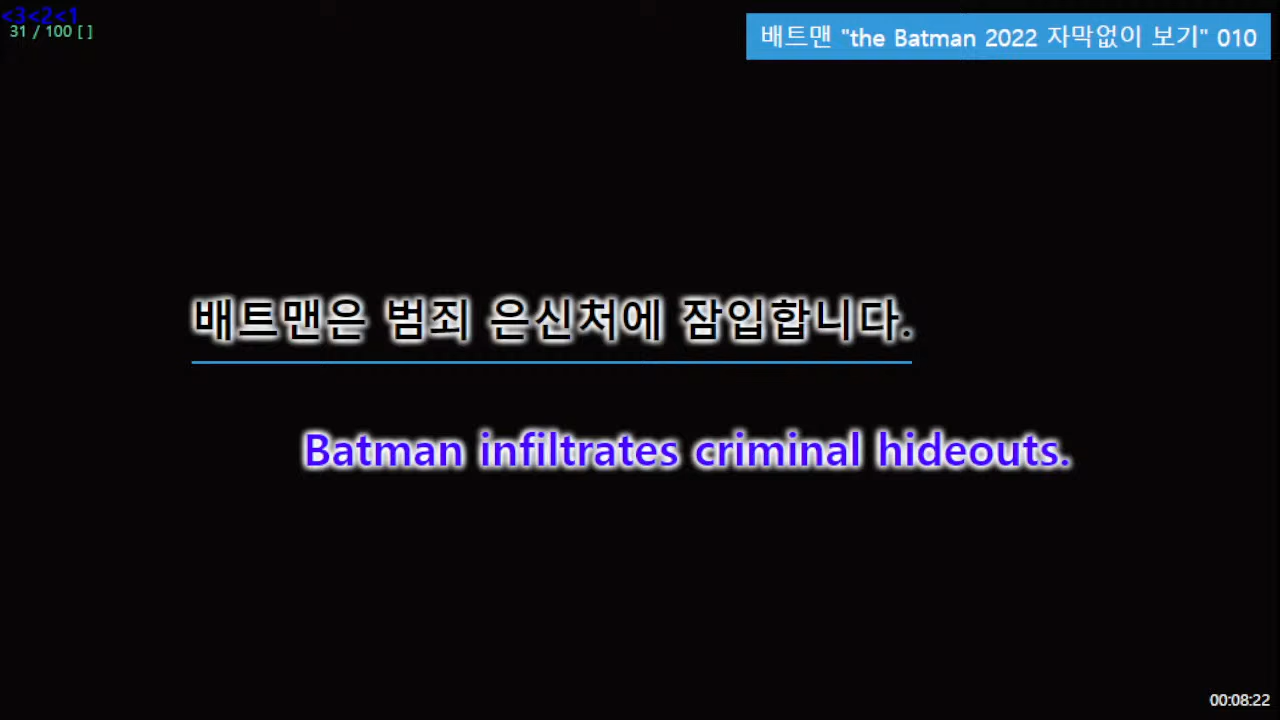 <3<2<1
31 / 100 [ ]
배트맨 "the Batman 2022 자막없이 보기" 010
배트맨은 범죄 은신처에 잠입합니다.
Batman infiltrates criminal hideouts.
00:08:22